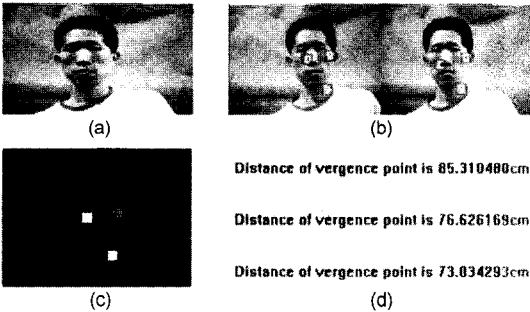 (a)
(b)
Distance of vergence point is 85.310480cm
Distance of vergence point is 76.626169cm
Distance of vergence point is 73.034293cm
(c)
(d)